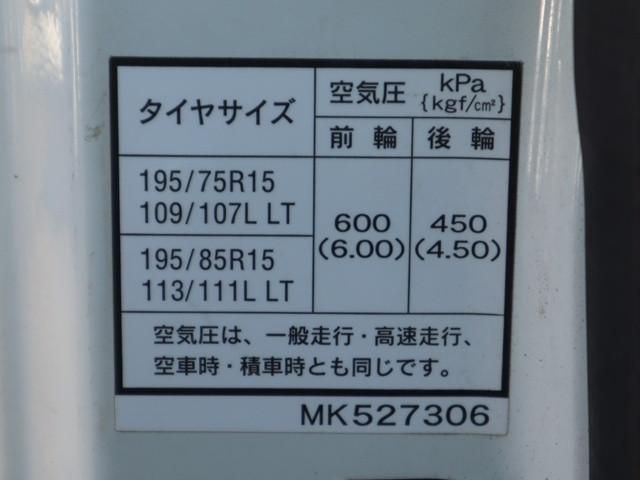 タイヤサイズ
空気圧 kPa
{kgf/cm²}
前輪 後輪
195/75R15
109/107L LT
600 450
(6.00) (4.50)
195/85R15
113/111L LT
空気圧は、一般走行・高速走行、
空車時・積車時とも同じです。
MK527306